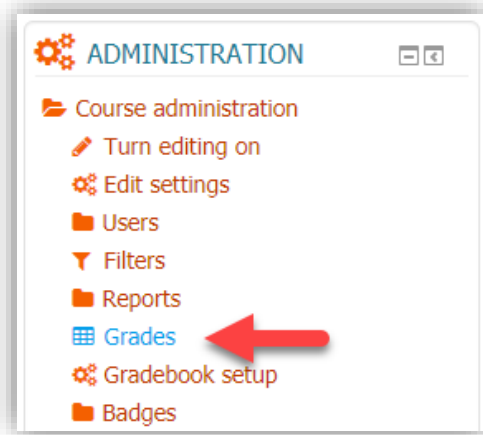 ADMINISTRATION
Course administration
Turn editing on
Edit settings
Users
Filters
Reports
Grades
Gradebook setup
Badges